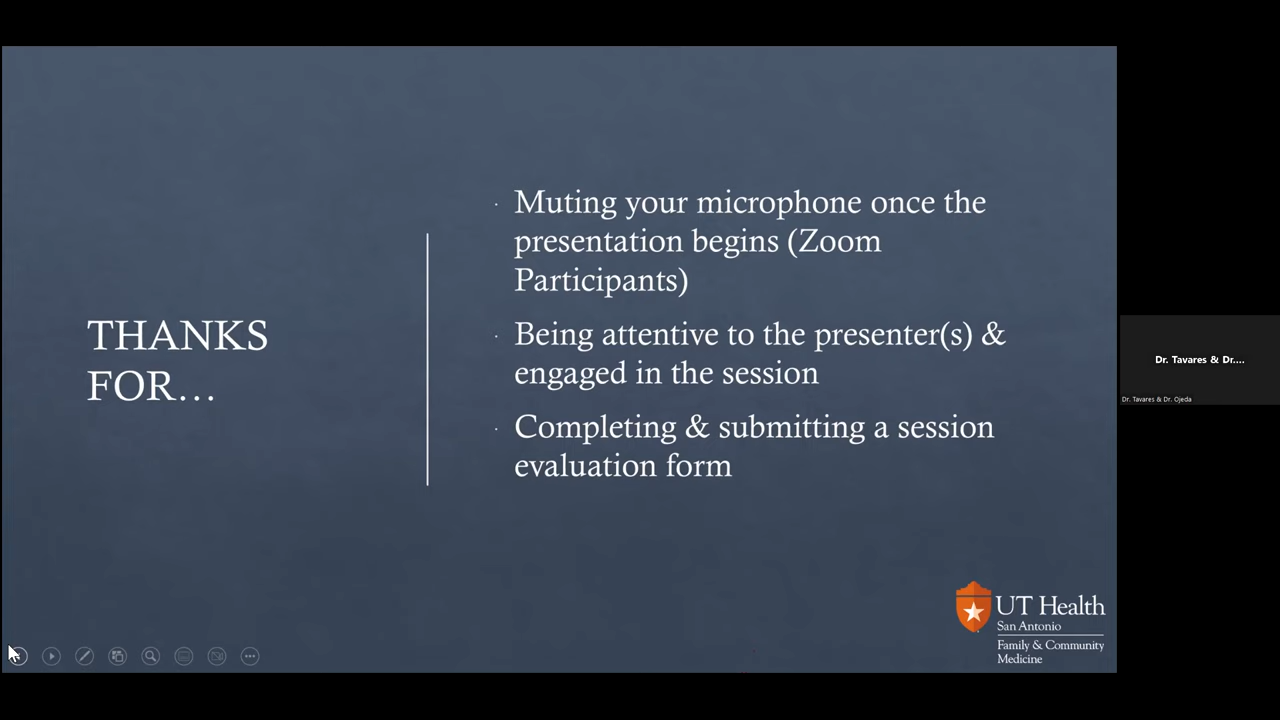 THANKS
FOR...
· Muting your microphone once the
presentation begins (Zoom
Participants)
· Being attentive to the presenter(s) &
engaged in the session
· Completing & submitting a session
evaluation form
UT Health
San Antonio
Family & Community
Medicine
Dr. Tavares & Dr....
Dr. Tavares & Dr. Ojeda